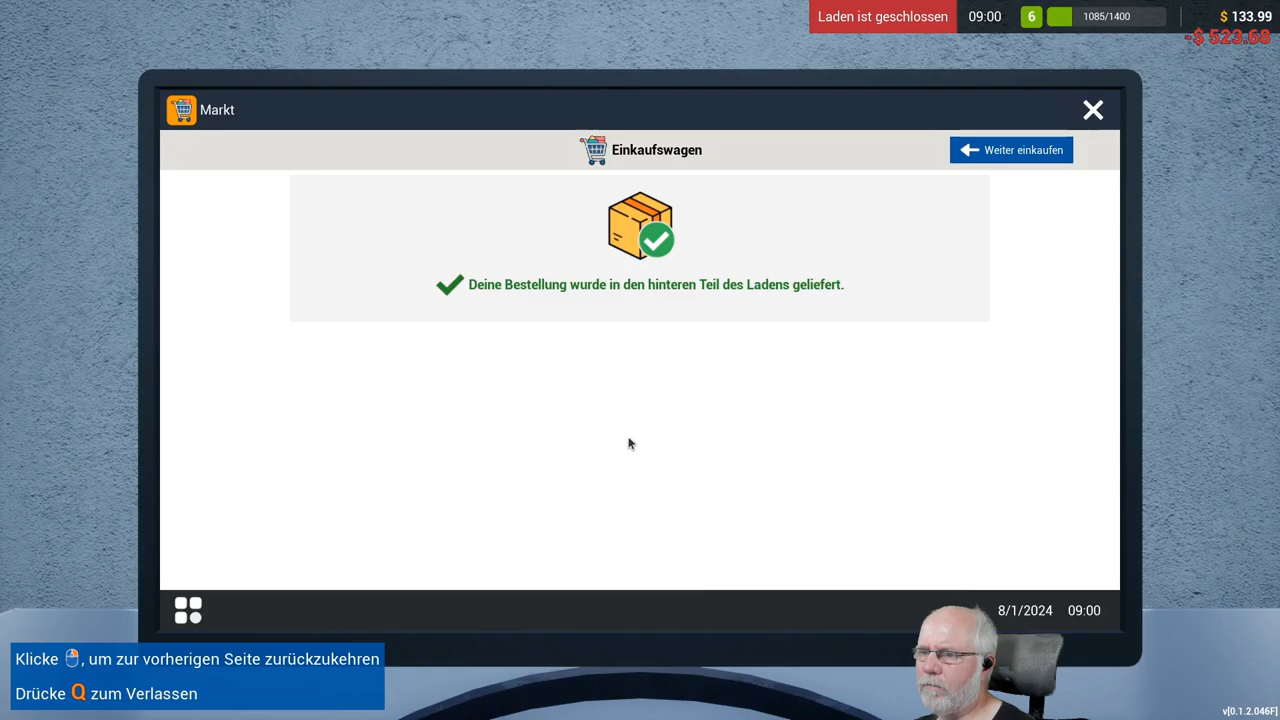 Laden ist geschlossen 09:00 6 1085/1400 $ 133.99
-$ 523.68
Markt
Einkaufswagen
Weiter einkaufen
Deine Bestellung wurde in den hinteren Teil des Ladens geliefert.
8/1/2024 09:00
Klicke , um zur vorherigen Seite zurückzukehren
Drücke Q zum Verlassen
v[0.1.2.046F]